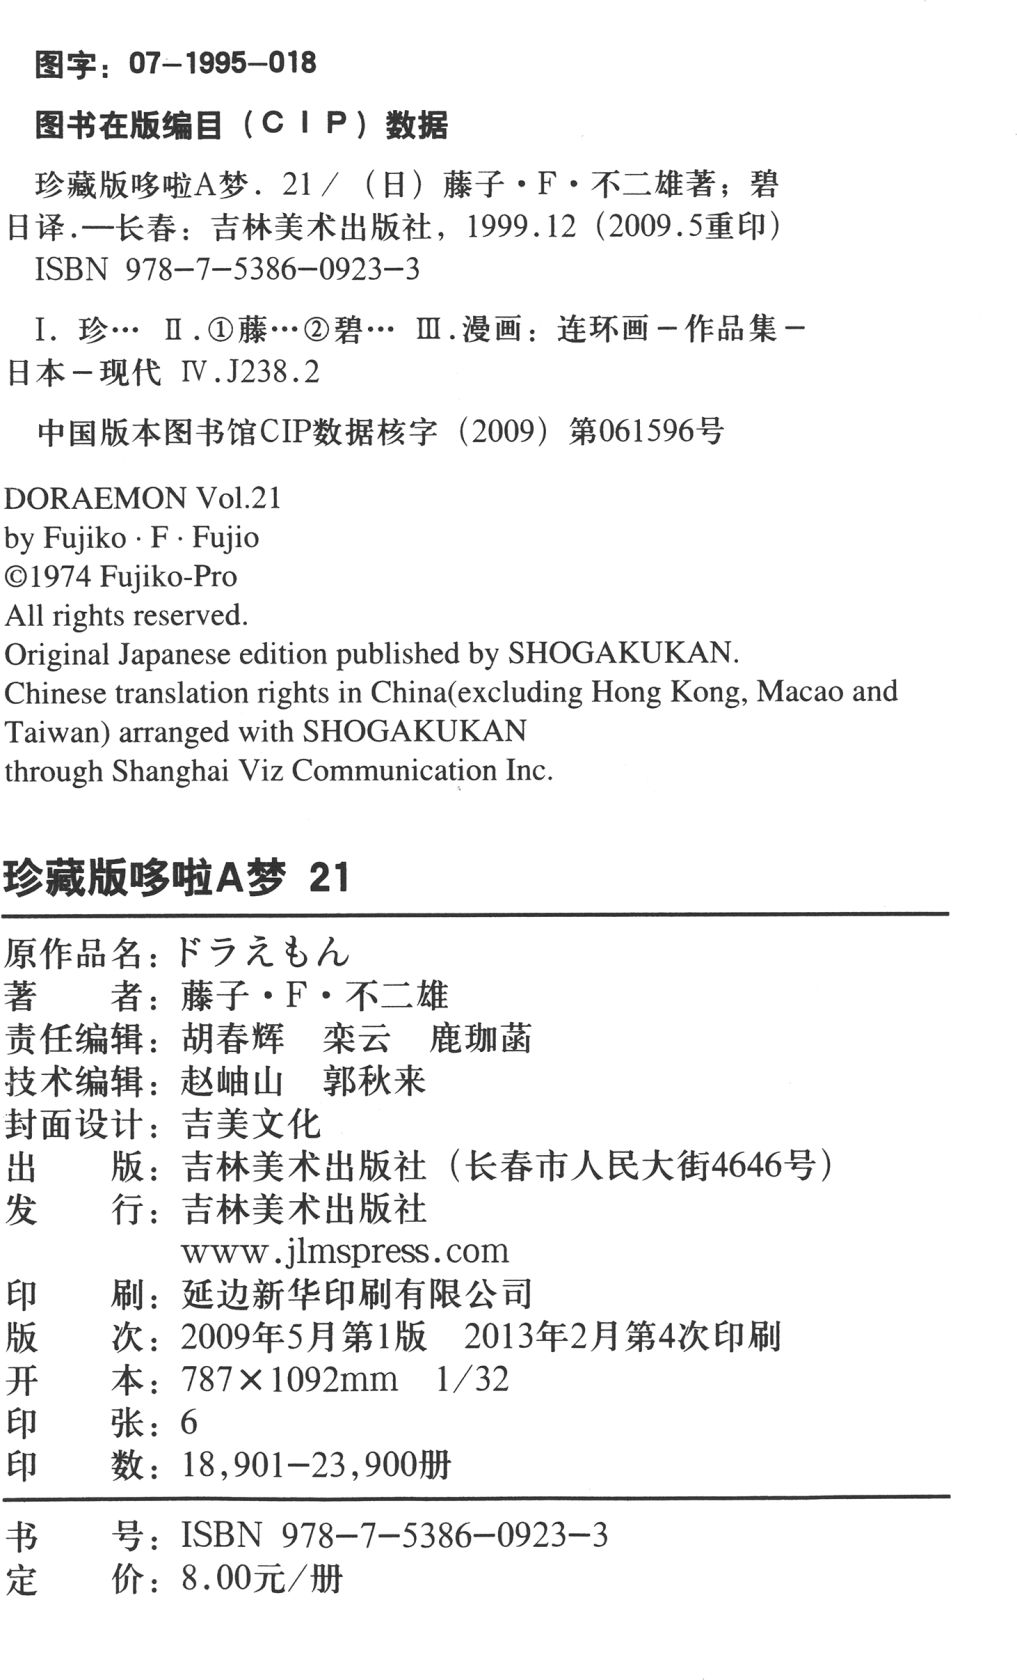 图字：07-1995-018
图书在版编目（CIP）数据
珍藏版哆啦A梦．21／（日）藤子·F·不二雄著；碧
日译.—长春：吉林美术出版社，1999.12（2009.5重印）
ISBN 978-7-5386-0923-3
Ⅰ．珍… Ⅱ.①藤…②碧… Ⅲ.漫画：连环画－作品集－
日本－现代 Ⅳ.J238.2
中国版本图书馆CIP数据核字（2009）第061596号
DORAEMON Vol.21
by Fujiko · F · Fujio
©1974 Fujiko-Pro
All rights reserved.
Original Japanese edition published by SHOGAKUKAN.
Chinese translation rights in China(excluding Hong Kong, Macao and
Taiwan) arranged with SHOGAKUKAN
through Shanghai Viz Communication Inc.
珍藏版哆啦A梦 21
原作品名：ドラえもん
著　　者：藤子·F·不二雄
责任编辑：胡春辉　栾云　鹿珈菡
技术编辑：赵岫山　郭秋来
封面设计：吉美文化
出　　版：吉林美术出版社（长春市人民大街4646号）
发　　行：吉林美术出版社
www.jlmspress.com
印　　刷：延边新华印刷有限公司
版　　次：2009年5月第1版　2013年2月第4次印刷
开　　本：787×1092mm　1/32
印　　张：6
印　　数：18,901-23,900册
书　　号：ISBN 978-7-5386-0923-3
定　　价：8.00元/册